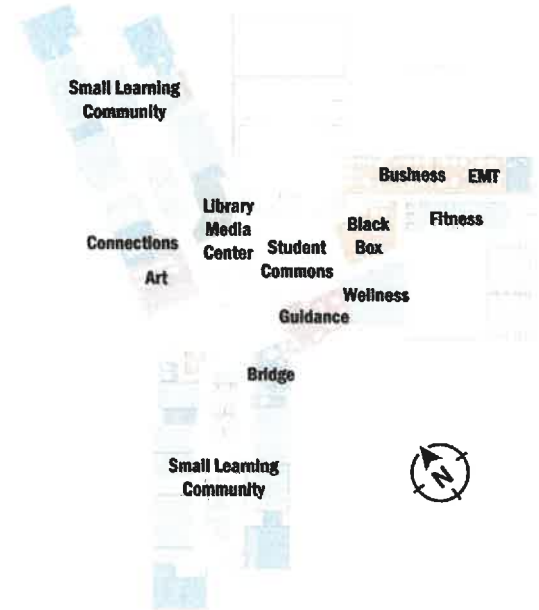 Small Learning
Community
Business
EMT
Library
Media
Center
Black
Box
Fitness
Connections
Student
Commons
Art
Wellness
Guidance
Bridge
Small Learning
Community
N